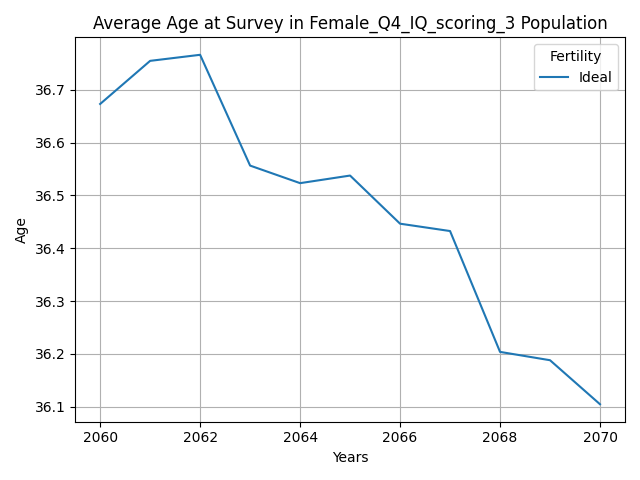 Average Age at Survey in Female_Q4_IQ_scoring_3 Population
Fertility
Ideal
36.7
36.6
36.5
36.4
36.3
36.2
36.1
Age
2060
2062
2064
2066
2068
2070
Years